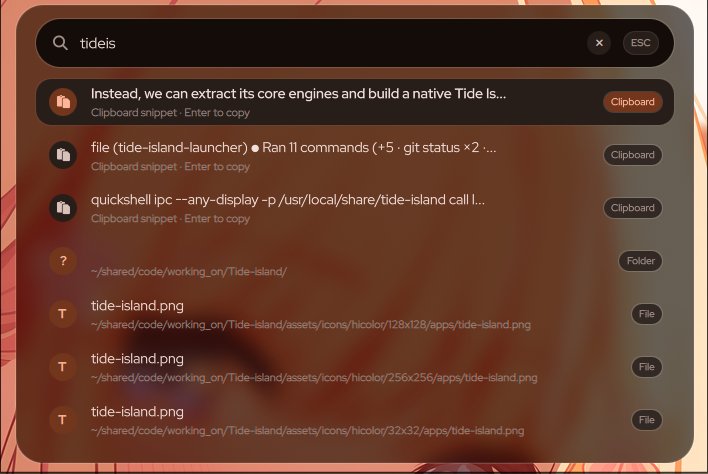 tideis
×
ESC
Instead, we can extract its core engines and build a native Tide Is...
Clipboard snippet · Enter to copy
Clipboard
file (tide-island-launcher) ● Ran 11 commands (+5 · git status ×2 ·...
Clipboard snippet · Enter to copy
Clipboard
quickshell ipc --any-display -p /usr/local/share/tide-island call l...
Clipboard snippet · Enter to copy
Clipboard
?
~/shared/code/working_on/Tide-island/
Folder
T
tide-island.png
~/shared/code/working_on/Tide-island/assets/icons/hicolor/128x128/apps/tide-island.png
File
T
tide-island.png
~/shared/code/working_on/Tide-island/assets/icons/hicolor/256x256/apps/tide-island.png
File
T
tide-island.png
~/shared/code/working_on/Tide-island/assets/icons/hicolor/32x32/apps/tide-island.png
File